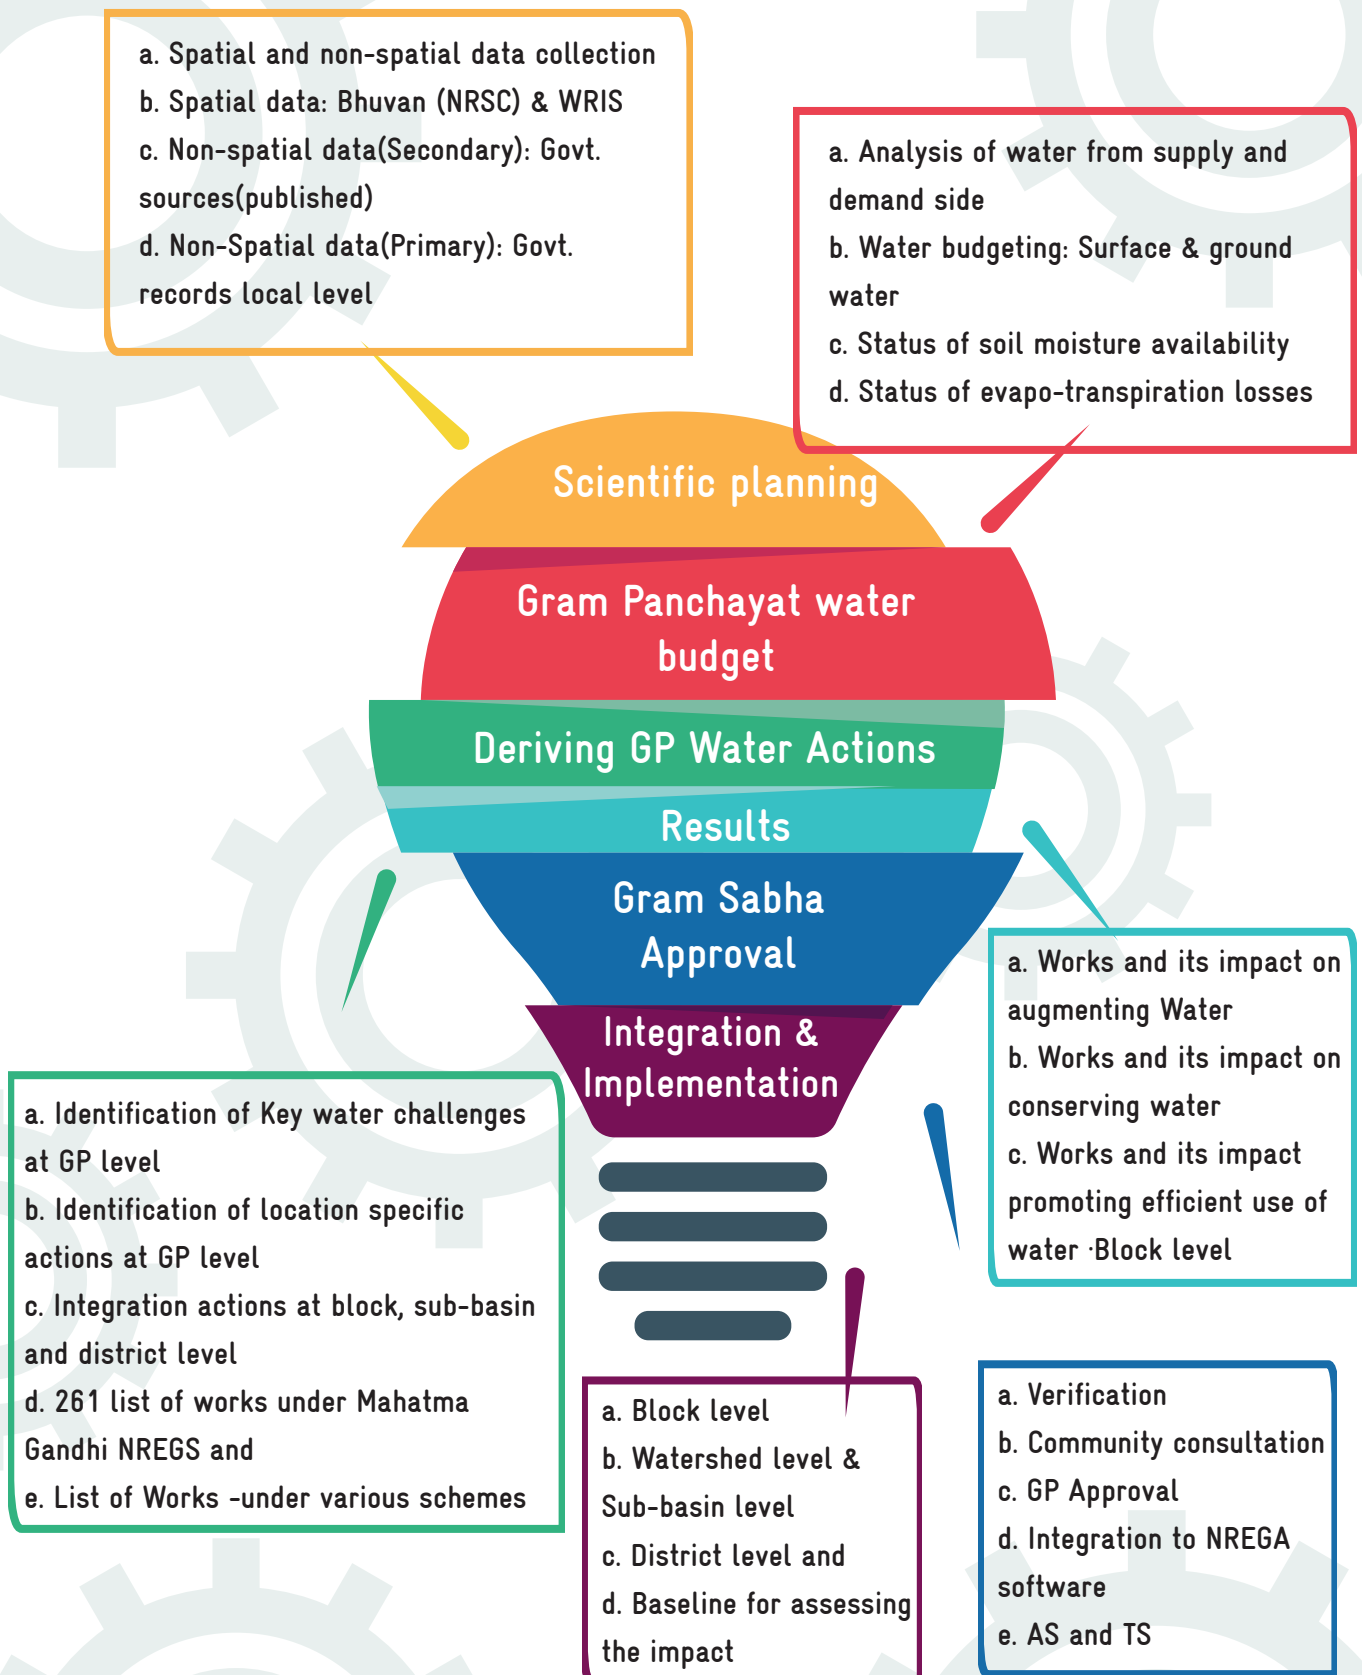 a. Spatial and non-spatial data collection
b. Spatial data: Bhuvan (NRSC) & WRIS
c. Non-spatial data(Secondary): Govt.
sources(published)
d. Non-Spatial data(Primary): Govt.
records local level
a. Analysis of water from supply and
demand side
b. Water budgeting: Surface & ground
water
c. Status of soil moisture availability
d. Status of evapo-transpiration losses
Scientific planning
Gram Panchayat water
budget
Deriving GP Water Actions
Results
Gram Sabha
Approval
Integration &
Implementation
a. Works and its impact on
augmenting Water
b. Works and its impact on
conserving water
c. Works and its impact
promoting efficient use of
water ·Block level
a. Identification of Key water challenges
at GP level
b. Identification of location specific
actions at GP level
c. Integration actions at block, sub-basin
and district level
d. 261 list of works under Mahatma
Gandhi NREGS and
e. List of Works -under various schemes
a. Block level
b. Watershed level &
Sub-basin level
c. District level and
d. Baseline for assessing
the impact
a. Verification
b. Community consultation
c. GP Approval
d. Integration to NREGA
software
e. AS and TS